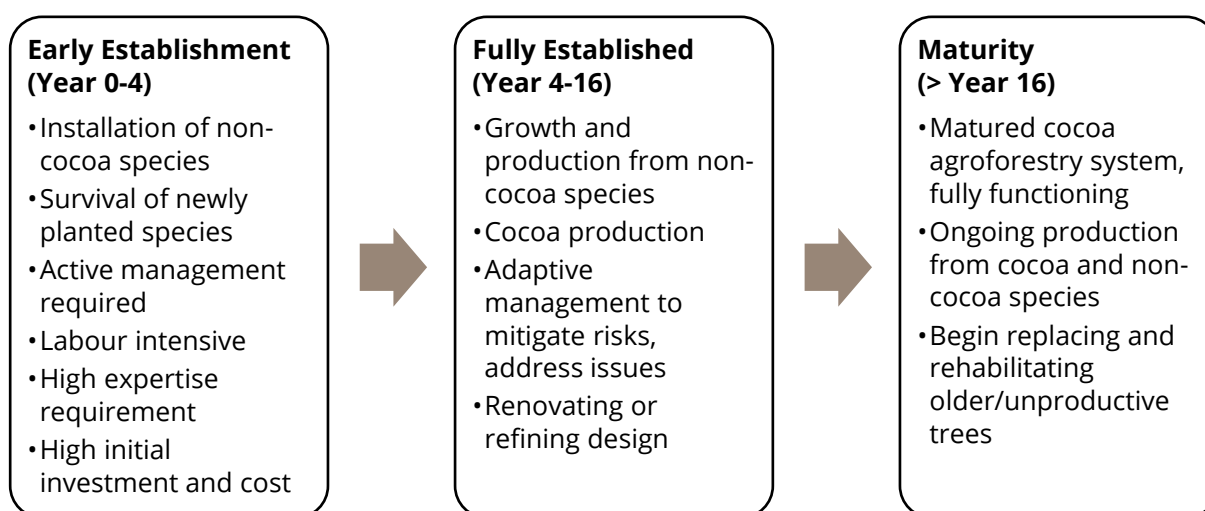 Early Establishment
(Year 0-4)
•Installation of non-
cocoa species
•Survival of newly
planted species
•Active management
required
•Labour intensive
•High expertise
requirement
•High initial
investment and cost
Fully Established
(Year 4-16)
•Growth and
production from non-
cocoa species
•Cocoa production
•Adaptive
management to
mitigate risks,
address issues
•Renovating or
refining design
Maturity
(> Year 16)
•Matured cocoa
agroforestry system,
fully functioning
•Ongoing production
from cocoa and non-
cocoa species
•Begin replacing and
rehabilitating
older/unproductive
trees